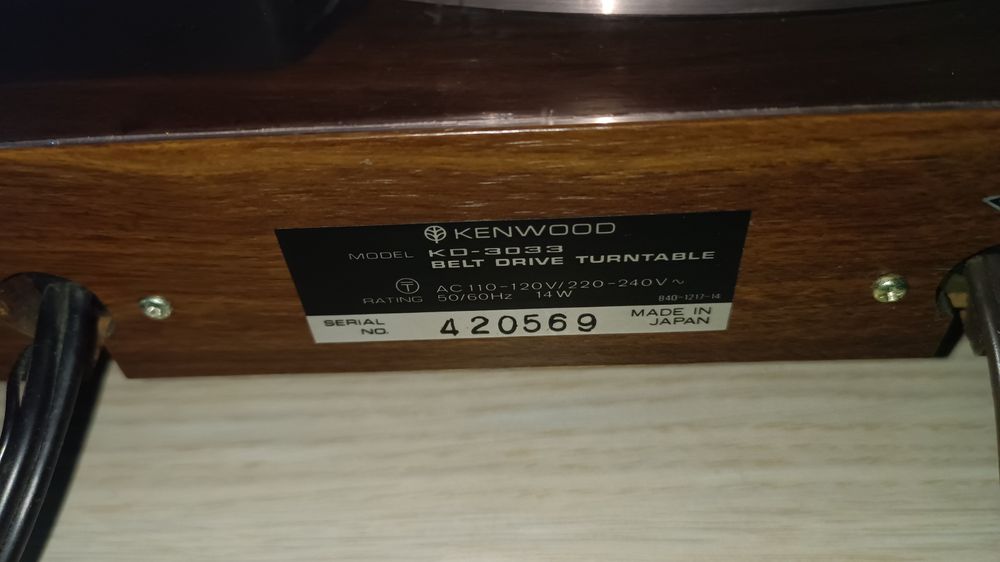 KENWOOD
MODEL KD-3033
BELT DRIVE TURNTABLE
T
RATING AC 110-120V/220-240V~
50/60Hz 14W
B40-1217-14
SERIAL NO. 420569 MADE IN JAPAN